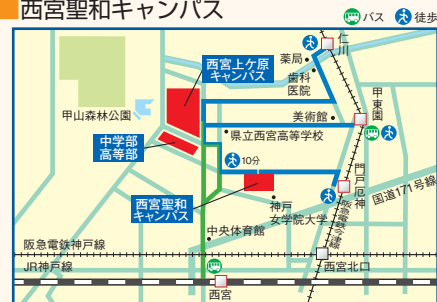 西宮聖和キャンパス
バス
徒歩
仁川
薬局
歯科
医院
西宮上ケ原
キャンパス
甲山森林公園
美術館
甲東園
県立西宮高等学校
中学部
高等部
10分
門戸厄神
西宮聖和
キャンパス
神戸
女学院大学
国道171号線
阪急電鉄今津線
中央体育館
阪急電鉄神戸線
西宮北口
JR神戸線
西宮